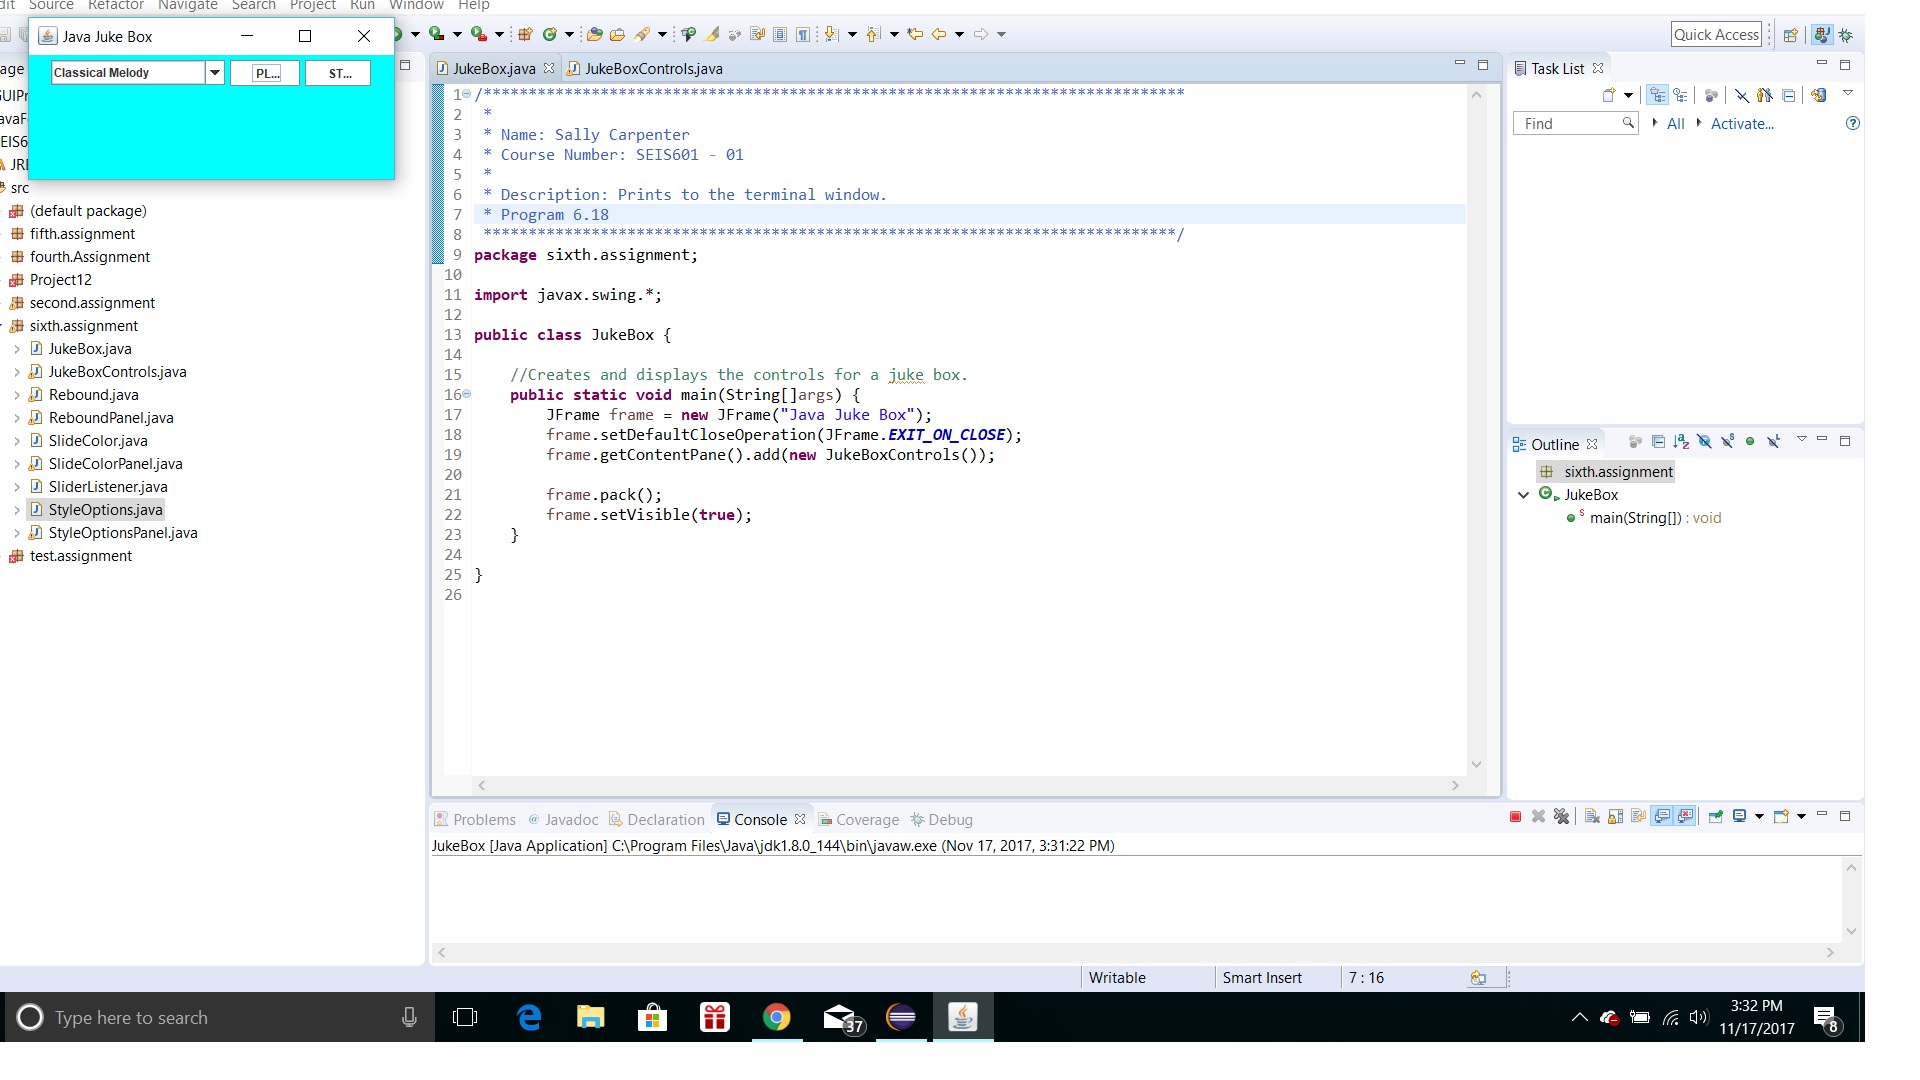 dit Source Refactor Navigate Search Project Run Window Help
Java Juke Box
Classical Melody PL... ST...
Quick Access
age
src
(default package)
fifth.assignment
fourth.Assignment
Project12
second.assignment
sixth.assignment
JukeBox.java
JukeBoxControls.java
Rebound.java
ReboundPanel.java
SlideColor.java
SlideColorPanel.java
SliderListener.java
StyleOptions.java
StyleOptionsPanel.java
test.assignment
JukeBox.java JukeBoxControls.java
1 /******************************************************************************
2 *
3 * Name: Sally Carpenter
4 * Course Number: SEIS601 - 01
5 *
6 * Description: Prints to the terminal window.
7 * Program 6.18
8 *****************************************************************************/
9 package sixth.assignment;
10
11 import javax.swing.*;
12
13 public class JukeBox {
14
15 //Creates and displays the controls for a juke box.
16 public static void main(String[]args) {
17 JFrame frame = new JFrame("Java Juke Box");
18 frame.setDefaultCloseOperation(JFrame.EXIT_ON_CLOSE);
19 frame.getContentPane().add(new JukeBoxControls());
20
21 frame.pack();
22 frame.setVisible(true);
23 }
24
25 }
26
Task List
Find All Activate...
Outline
sixth.assignment
JukeBox
main(String[]) : void
Problems @ Javadoc Declaration Console Coverage Debug
JukeBox [Java Application] C:\Program Files\Java\jdk1.8.0_144\bin\javaw.exe (Nov 17, 2017, 3:31:22 PM)
Writable Smart Insert 7 : 16
Type here to search
37
3:32 PM
11/17/2017
8